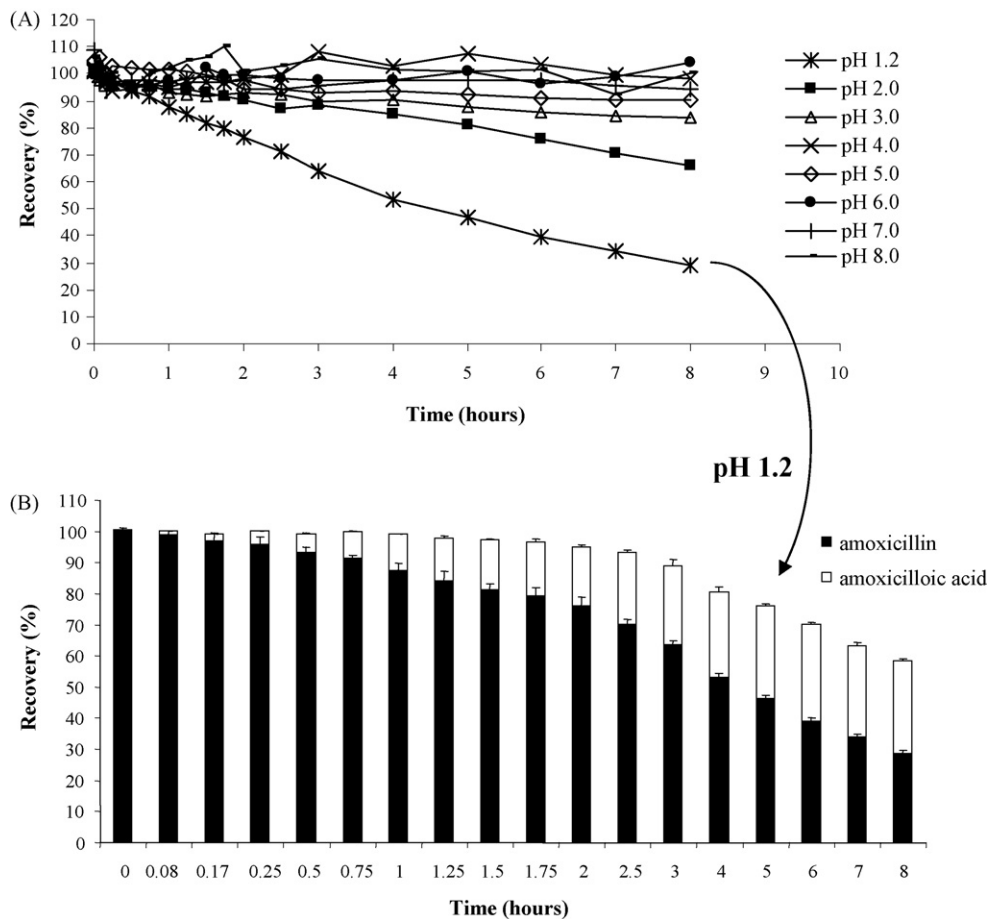 (A)
120
110
100
90
80
70
60
50
40
30
20
10
0
Recovery (%)
0 1 2 3 4 5 6 7 8 9 10
Time (hours)
pH 1.2
pH 2.0
pH 3.0
pH 4.0
pH 5.0
pH 6.0
pH 7.0
pH 8.0
pH 1.2
(B)
110
100
90
80
70
60
50
40
30
20
10
0
Recovery (%)
0 0.08 0.17 0.25 0.5 0.75 1 1.25 1.5 1.75 2 2.5 3 4 5 6 7 8
Time (hours)
amoxicillin
amoxicilloic acid